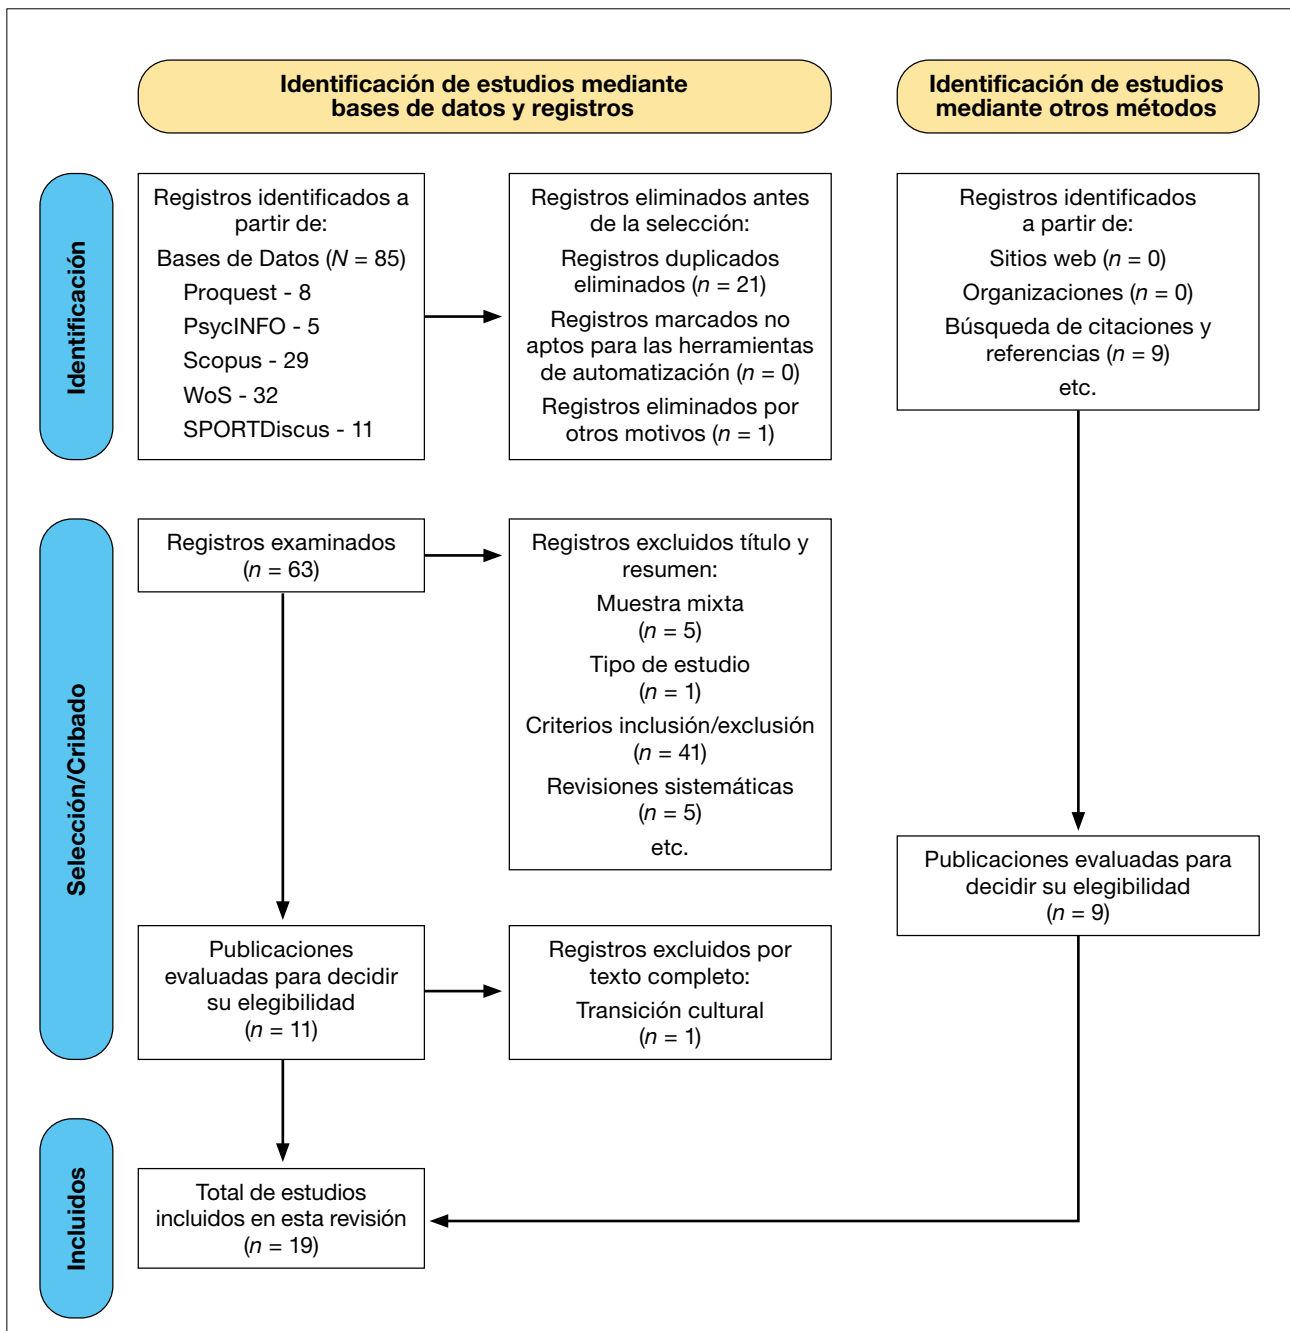 Identificación de estudios mediante
bases de datos y registros
Identificación de estudios
mediante otros métodos
Identificación
Registros identificados a
partir de:
Bases de Datos (N = 85)
Proquest - 8
PsycINFO - 5
Scopus - 29
WoS - 32
SPORTDiscus - 11
Registros eliminados antes
de la selección:
Registros duplicados
eliminados (n = 21)
Registros marcados no
aptos para las herramientas
de automatización (n = 0)
Registros eliminados por
otros motivos (n = 1)
Registros identificados
a partir de:
Sitios web (n = 0)
Organizaciones (n = 0)
Búsqueda de citaciones y
referencias (n = 9)
etc.
Selección/Cribado
Registros examinados
(n = 63)
Registros excluidos título y
resumen:
Muestra mixta
(n = 5)
Tipo de estudio
(n = 1)
Criterios inclusión/exclusión
(n = 41)
Revisiones sistemáticas
(n = 5)
etc.
Publicaciones evaluadas para
decidir su elegibilidad
(n = 9)
Publicaciones
evaluadas para decidir
su elegibilidad
(n = 11)
Registros excluidos por
texto completo:
Transición cultural
(n = 1)
Incluidos
Total de estudios
incluidos en esta revisión
(n = 19)